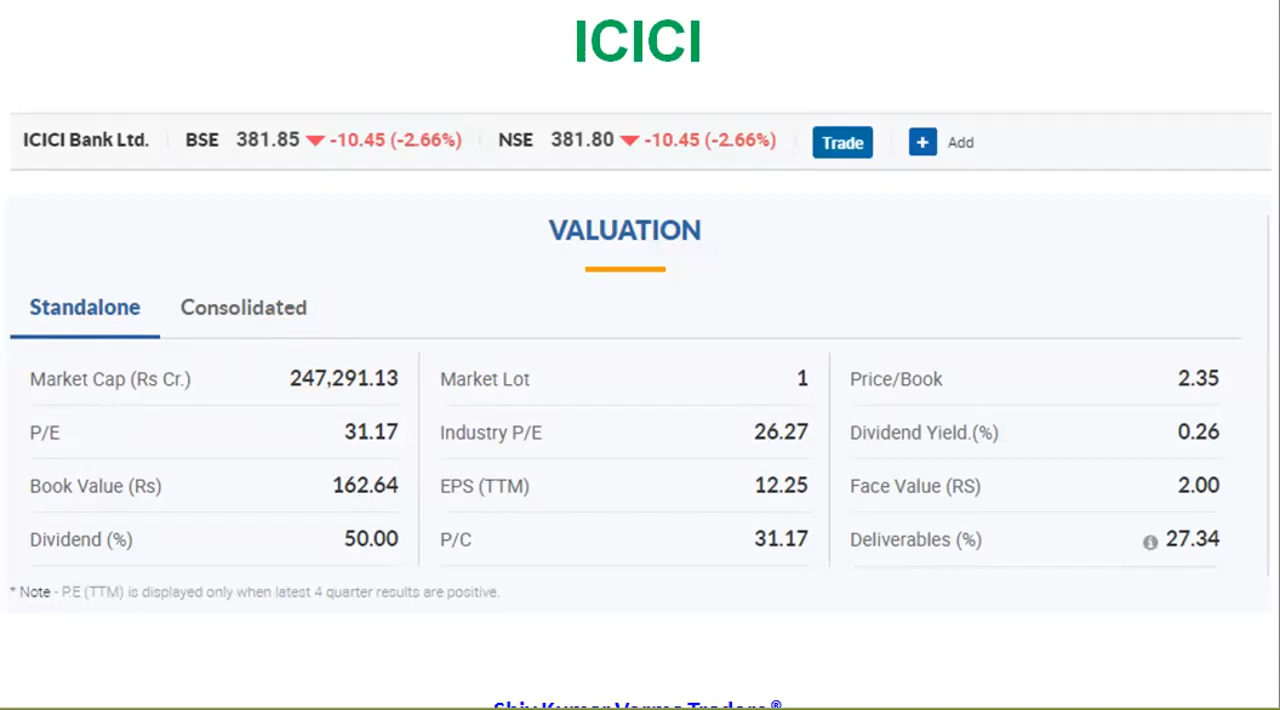 ICICI
ICICI Bank Ltd. BSE 381.85 -10.45 (-2.66%) NSE 381.80 -10.45 (-2.66%) Trade + Add
VALUATION
Standalone Consolidated
Market Cap (Rs Cr.) 247,291.13 Market Lot 1 Price/Book 2.35
P/E 31.17 Industry P/E 26.27 Dividend Yield.(%) 0.26
Book Value (Rs) 162.64 EPS (TTM) 12.25 Face Value (RS) 2.00
Dividend (%) 50.00 P/C 31.17 Deliverables (%) 27.34
* Note - P.E (TTM) is displayed only when latest 4 quarter results are positive.
Shiv Kumar Varma Traders®